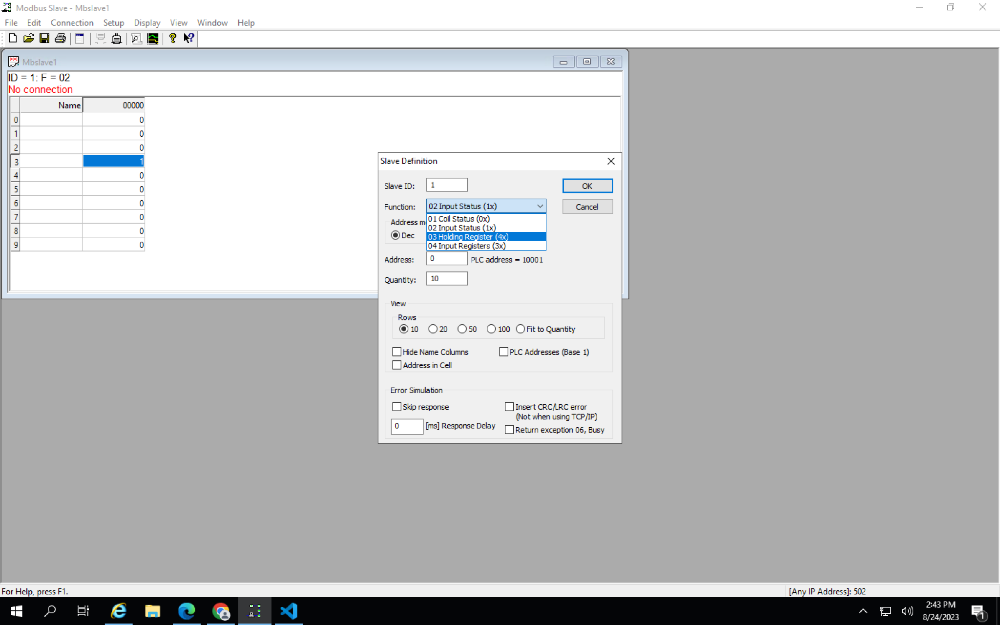 Modbus Slave - Mbslave1
File Edit Connection Setup Display View Window Help
Mbslave1
ID = 1: F = 02
No connection
Name 00000
0 0
1 0
2 0
3 1
4 0
5 0
6 0
7 0
8 0
9 0
Slave Definition
Slave ID: 1 OK
Function: 02 Input Status (1x) Cancel
01 Coil Status (0x)
02 Input Status (1x)
03 Holding Register (4x)
04 Input Registers (3x)
Address m
Dec
Address: 0 PLC address = 10001
Quantity: 10
View
Rows
10 20 50 100 Fit to Quantity
Hide Name Columns PLC Addresses (Base 1)
Address in Cell
Error Simulation
Skip response Insert CRC/LRC error
(Not when using TCP/IP)
0 [ms] Response Delay
Return exception 06, Busy
For Help, press F1. [Any IP Address]: 502
2:43 PM
8/24/2023
1